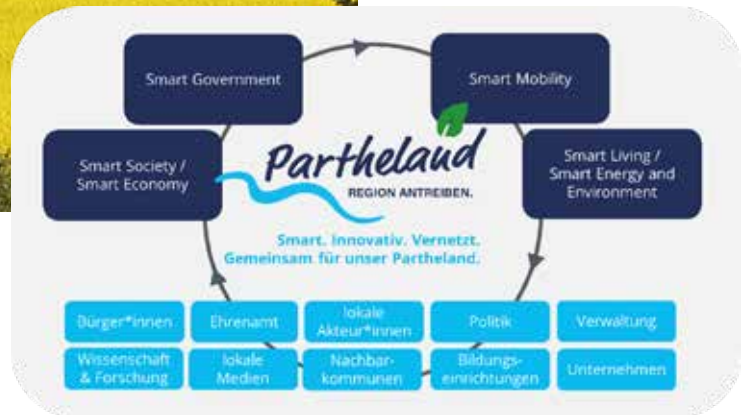 Smart Government
Smart Mobility
Smart Society /
Smart Economy
Partheland
REGION ANTREIBEN.
Smart Living /
Smart Energy and
Environment
Smart. Innovativ. Vernetzt.
Gemeinsam für unser Partheland.
Bürger*innen
Ehrenamt
lokale
Akteur*innen
Politik
Verwaltung
Wissenschaft
& Forschung
lokale
Medien
Nachbar-
kommunen
Bildungs-
einrichtungen
Unternehmen